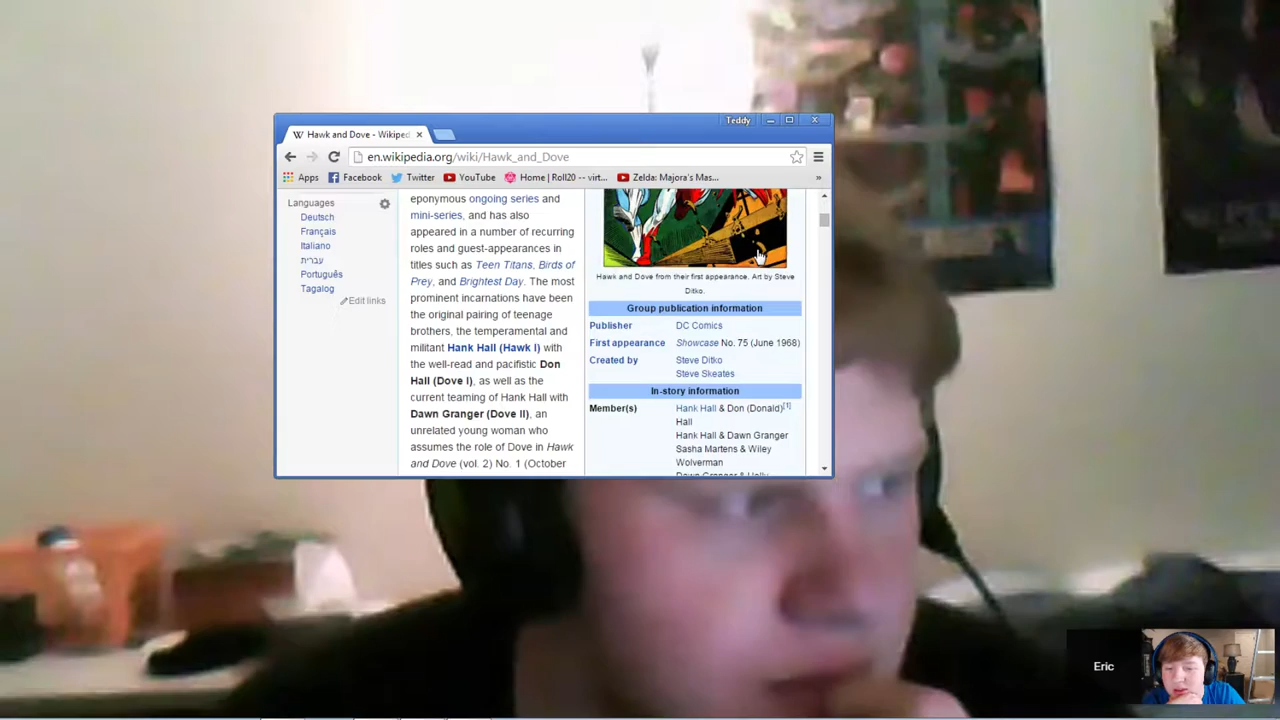 Teddy
Hawk and Dove - Wikiped
en.wikipedia.org/wiki/Hawk_and_Dove
Apps Facebook Twitter YouTube Home | Roll20 -- virt... Zelda: Majora's Mas... »
Languages
Deutsch
Français
Italiano
עברית
Português
Tagalog
Edit links
eponymous ongoing series and
mini-series, and has also
appeared in a number of recurring
roles and guest-appearances in
titles such as Teen Titans, Birds of
Prey, and Brightest Day. The most
prominent incarnations have been
the original pairing of teenage
brothers, the temperamental and
militant Hank Hall (Hawk I) with
the well-read and pacifistic Don
Hall (Dove I), as well as the
current teaming of Hank Hall with
Dawn Granger (Dove II), an
unrelated young woman who
assumes the role of Dove in Hawk
and Dove (vol. 2) No. 1 (October
Hawk and Dove from their first appearance. Art by Steve
Ditko.
Group publication information
Publisher DC Comics
First appearance Showcase No. 75 (June 1968)
Created by Steve Ditko
Steve Skeates
In-story information
Member(s) Hank Hall & Don (Donald)[1]
Hall
Hank Hall & Dawn Granger
Sasha Martens & Wiley
Wolverman
Dawn Granger & Holly
Eric